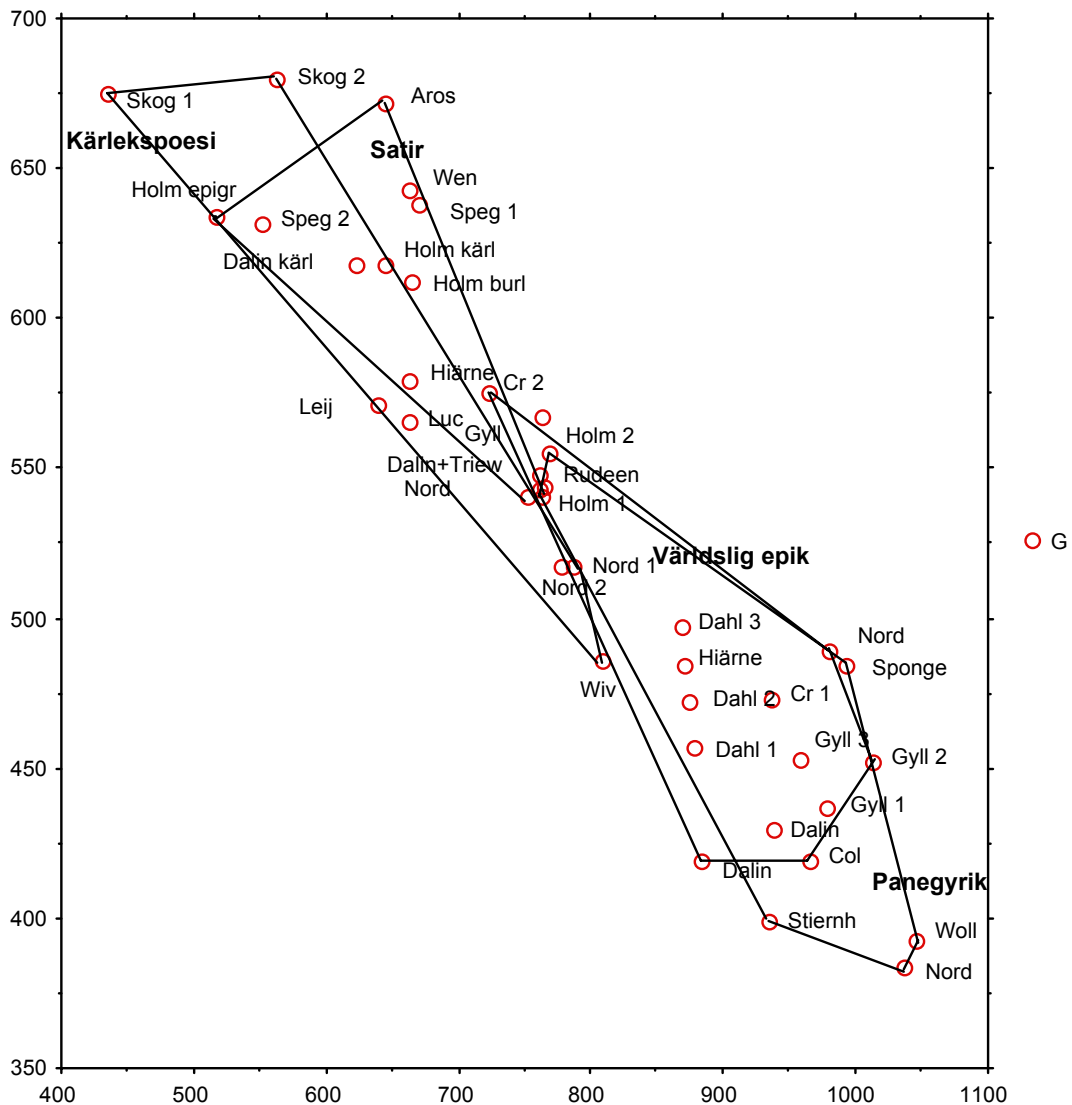 700
Skog 2
Aros
Skog 1
Kärlekspoesi
Satir
650
Wen
Holm epigr
Speg 1
Speg 2
Holm kärl
Dalin kärl
Holm burl
600
Hiärne
Cr 2
Leij
Luc
Gyll
Holm 2
550
Dalin+Triew
Rudeen
Nord
Holm 1
G
Världslig epik
Nord 1
Nord 2
500
Dahl 3
Nord
Hiärne
Sponge
Wiv
Dahl 2
Cr 1
Dahl 1
Gyll 3
Gyll 2
450
Gyll 1
Dalin
Dalin
Col
Panegyrik
400
Stiernh
Woll
Nord
350
400 500 600 700 800 900 1000 1100